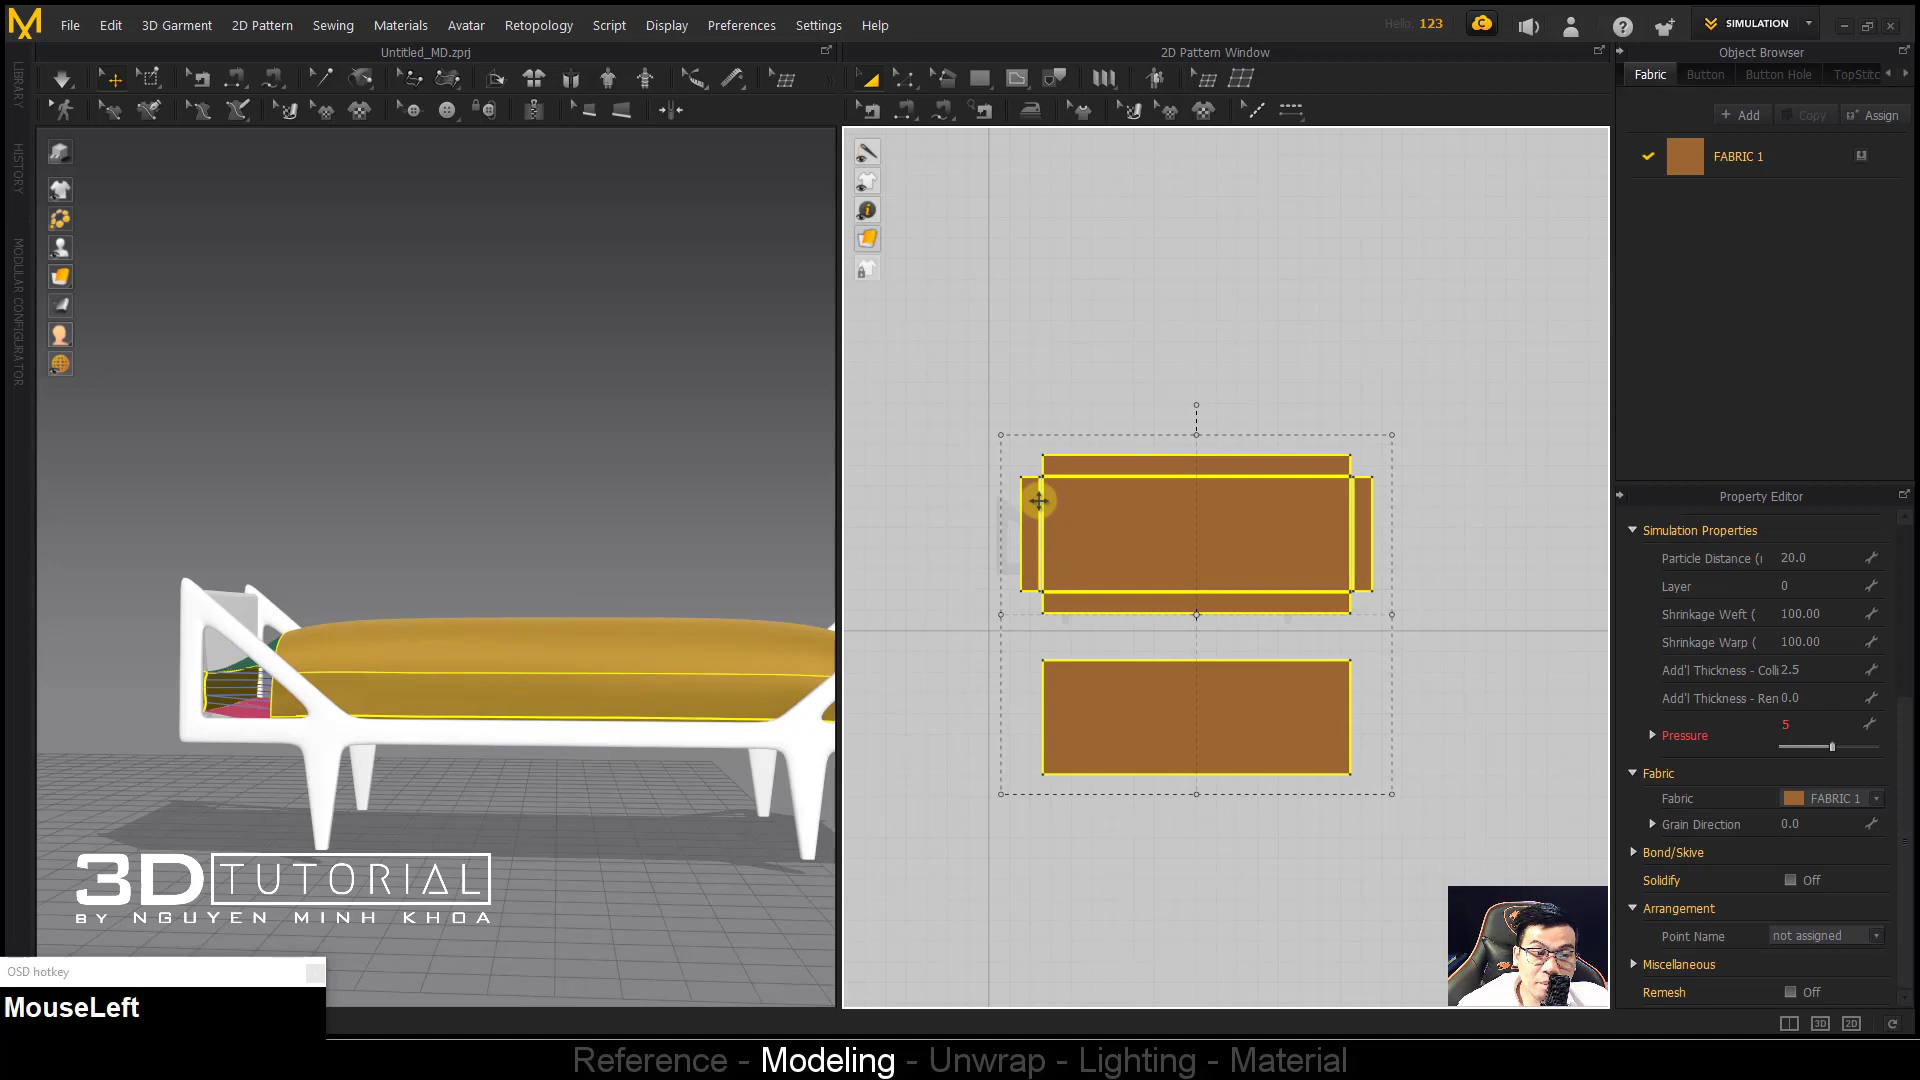 File Edit 3D Garment 2D Pattern Sewing Materials Avatar Retopology Script Display Preferences Settings Help
Hello, 123
SIMULATION
Untitled_MD.zprj
2D Pattern Window
Object Browser
Fabric Button Button Hole TopStitc
+ Add Copy Assign
FABRIC 1
LIBRARY
HISTORY
MODULAR CONFIGURATOR
Property Editor
Simulation Properties
Particle Distance (r 20.0
Layer 0
Shrinkage Weft ( 100.00
Shrinkage Warp ( 100.00
Add'l Thickness - Colli 2.5
Add'l Thickness - Ren 0.0
Pressure 5
Fabric
Fabric FABRIC 1
Grain Direction 0.0
Bond/Skive
Solidify Off
Arrangement
Point Name not assigned
Miscellaneous
Remesh Off
3D 2D
3D TUTORIAL
BY NGUYEN MINH KHOA
OSD hotkey
MouseLeft
Reference - Modeling - Unwrap - Lighting - Material